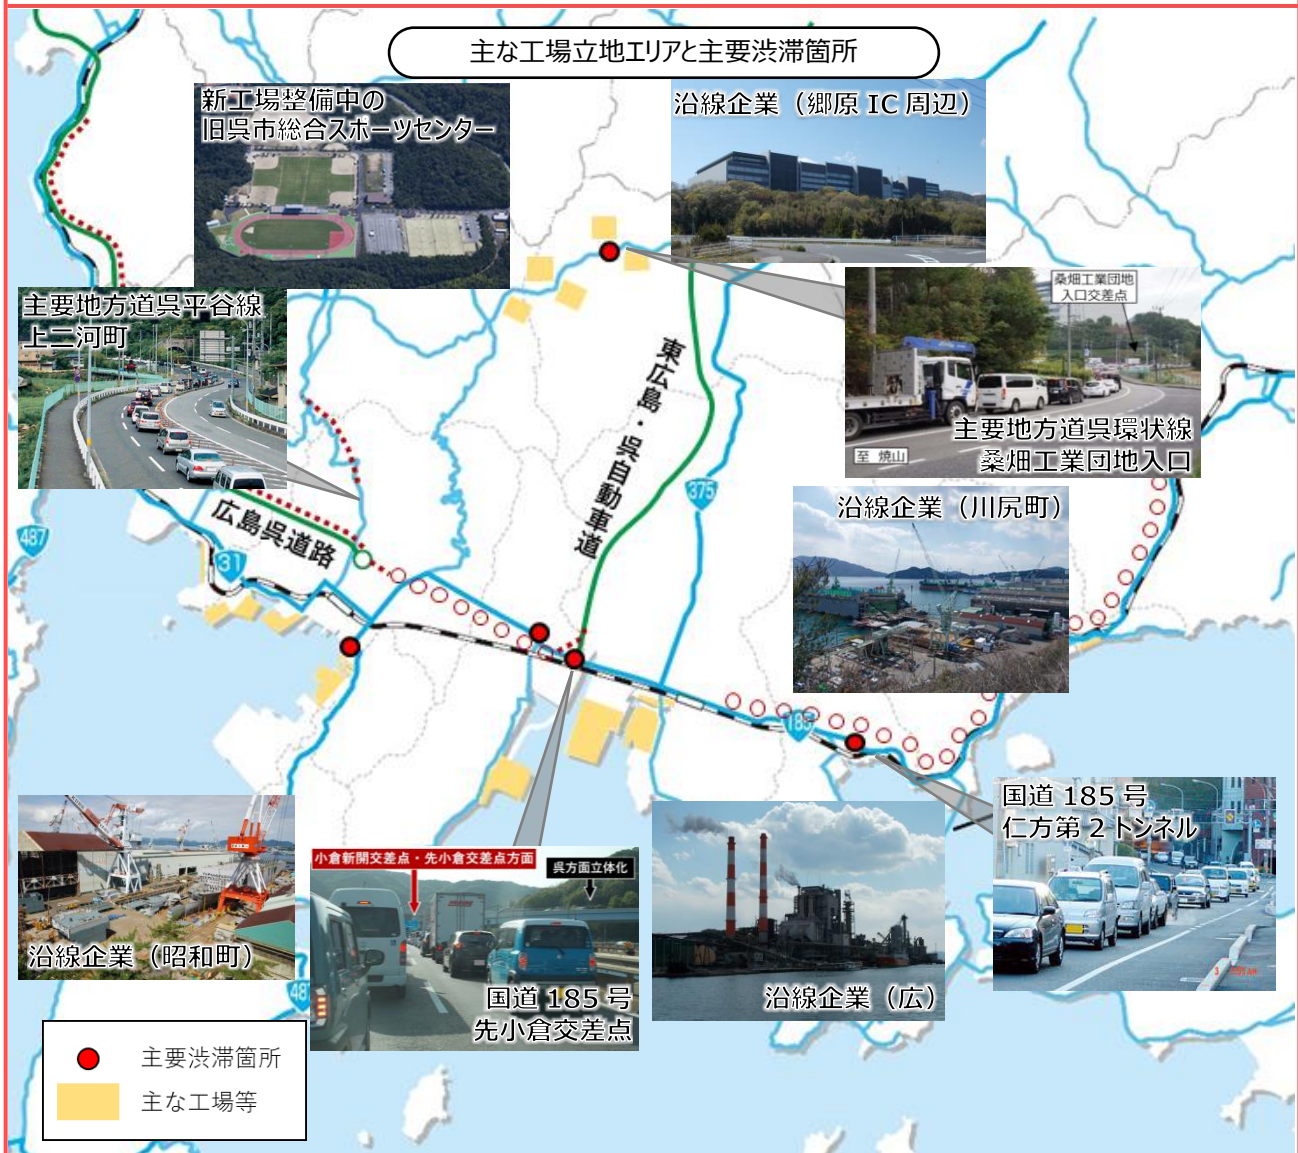 主な工場立地エリアと主要渋滞箇所
新工場整備中の
旧呉市総合スポーツセンター
沿線企業（郷原 IC 周辺）
主要地方道呉平谷線
上二河町
桑畑工業団地
入口交差点
至 焼山
主要地方道呉環状線
桑畑工業団地入口
東広島・呉自動車道
375
沿線企業（川尻町）
広島呉道路
487
31
185
国道 185 号
仁方第 2 トンネル
沿線企業（昭和町）
487
小倉新開交差点・先小倉交差点方面
呉方面立体化
国道 185 号
先小倉交差点
沿線企業（広）
主要渋滞箇所
主な工場等